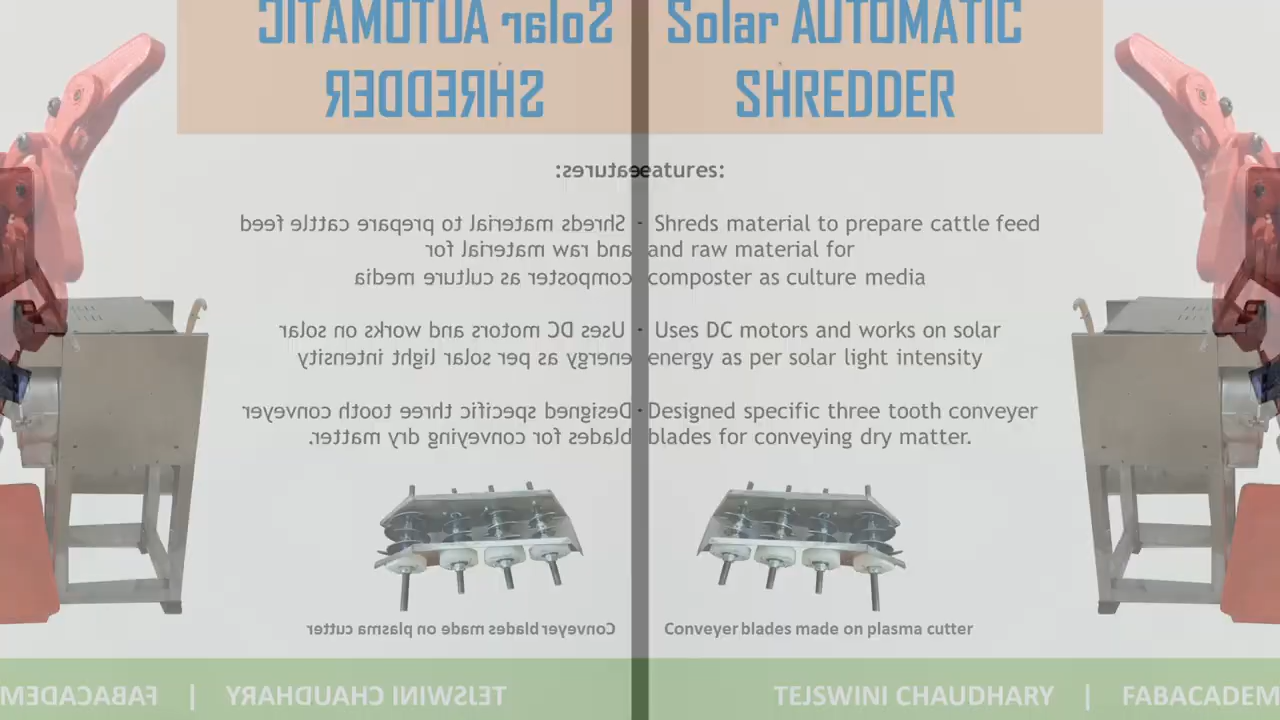 Solar AUTOMATIC
SHREDDER
eatures:
- Shreds material to prepare cattle feed
and raw material for
composter as culture media
Uses DC motors and works on solar
energy as per solar light intensity
· Designed specific three tooth conveyer
blades for conveying dry matter.
Conveyer blades made on plasma cutter
TEJSWINI CHAUDHARY | FABACADEM